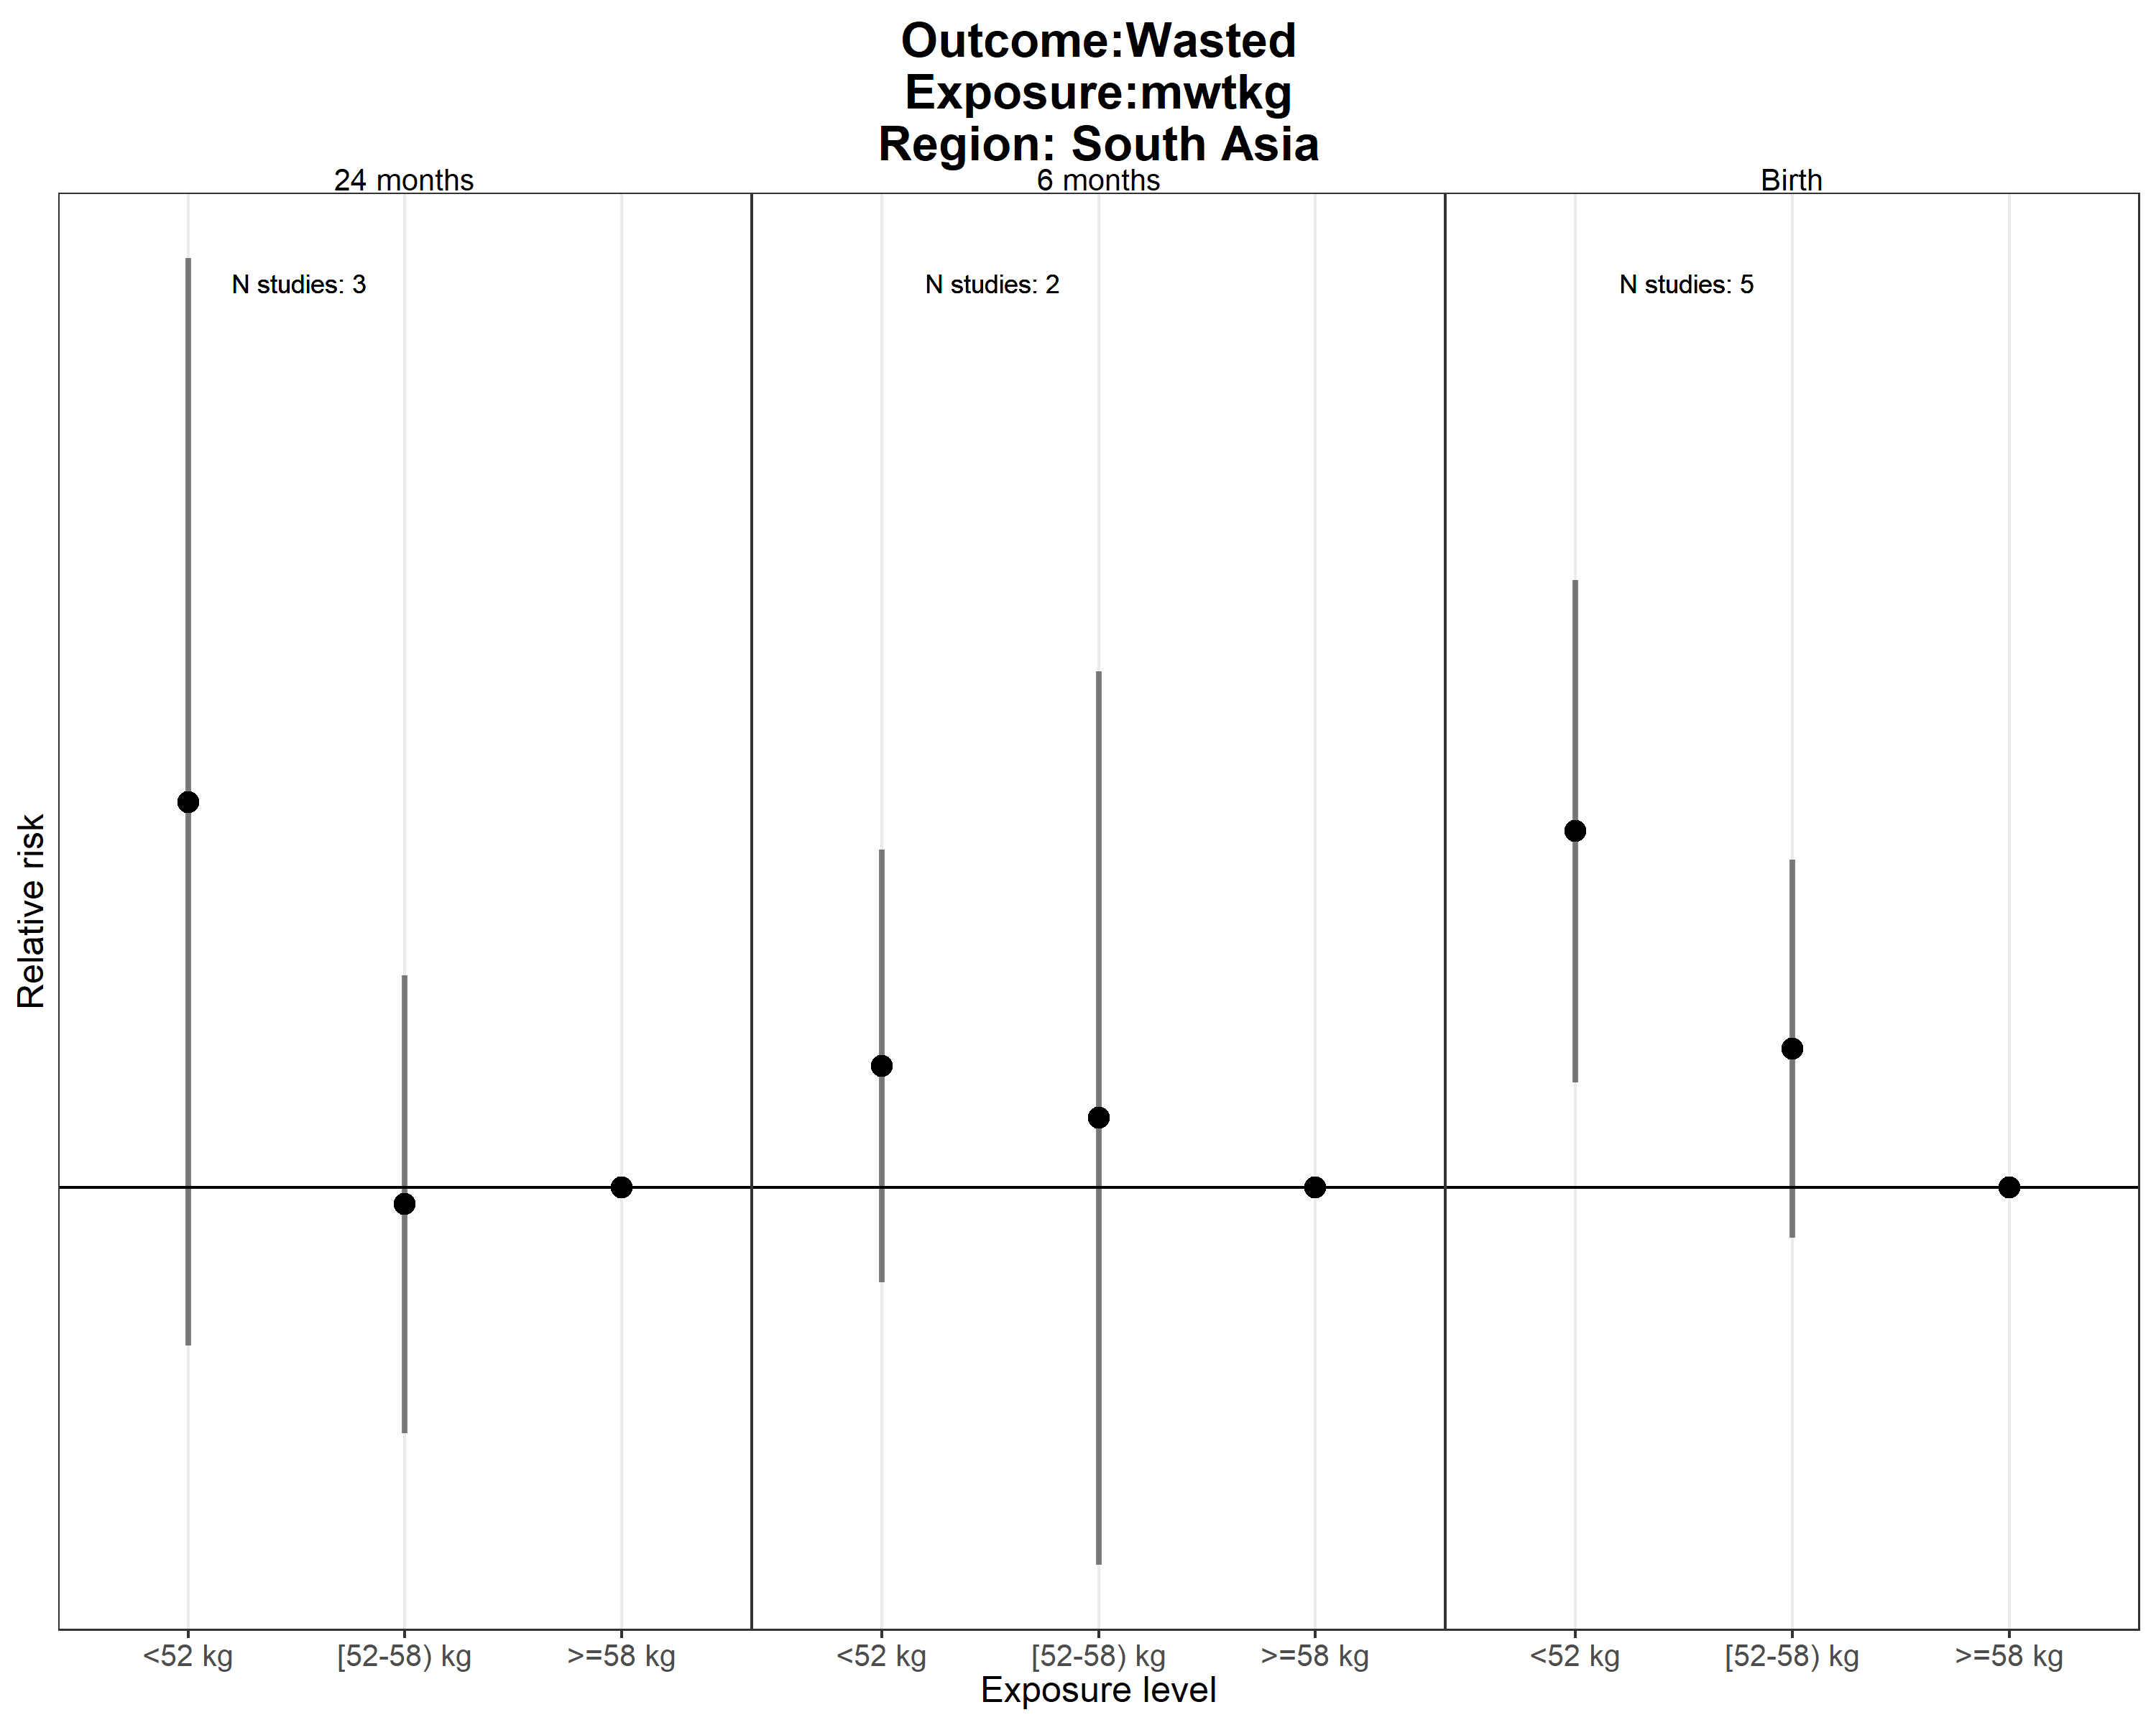 Outcome:Wasted
Exposure:mwtkg
Region: South Asia
24 months
6 months
Birth
N studies: 3
N studies: 2
N studies: 5
Relative risk
<52 kg
[52-58) kg
>=58 kg
<52 kg
[52-58) kg
>=58 kg
<52 kg
[52-58) kg
>=58 kg
Exposure level